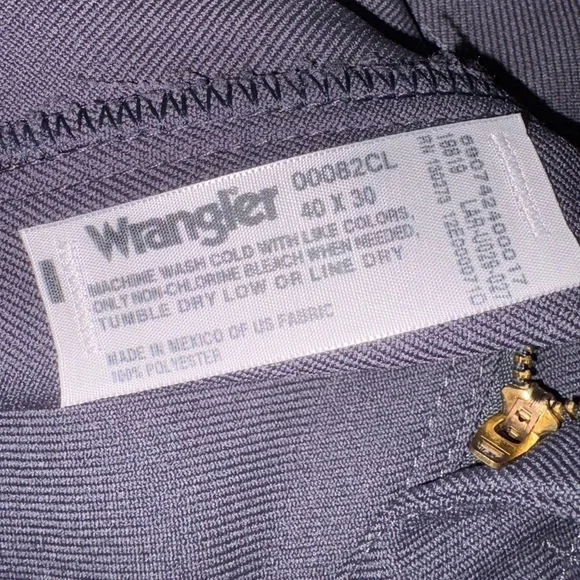 Wrangler 00082CL
40 X 30
MACHINE WASH COLD WITH LIKE COLORS,
ONLY NON-CHLORINE BLEACH WHEN NEEDED,
TUMBLE DRY LOW OR LINE DRY
MADE IN MEXICO OF US FABRIC
100% POLYESTER